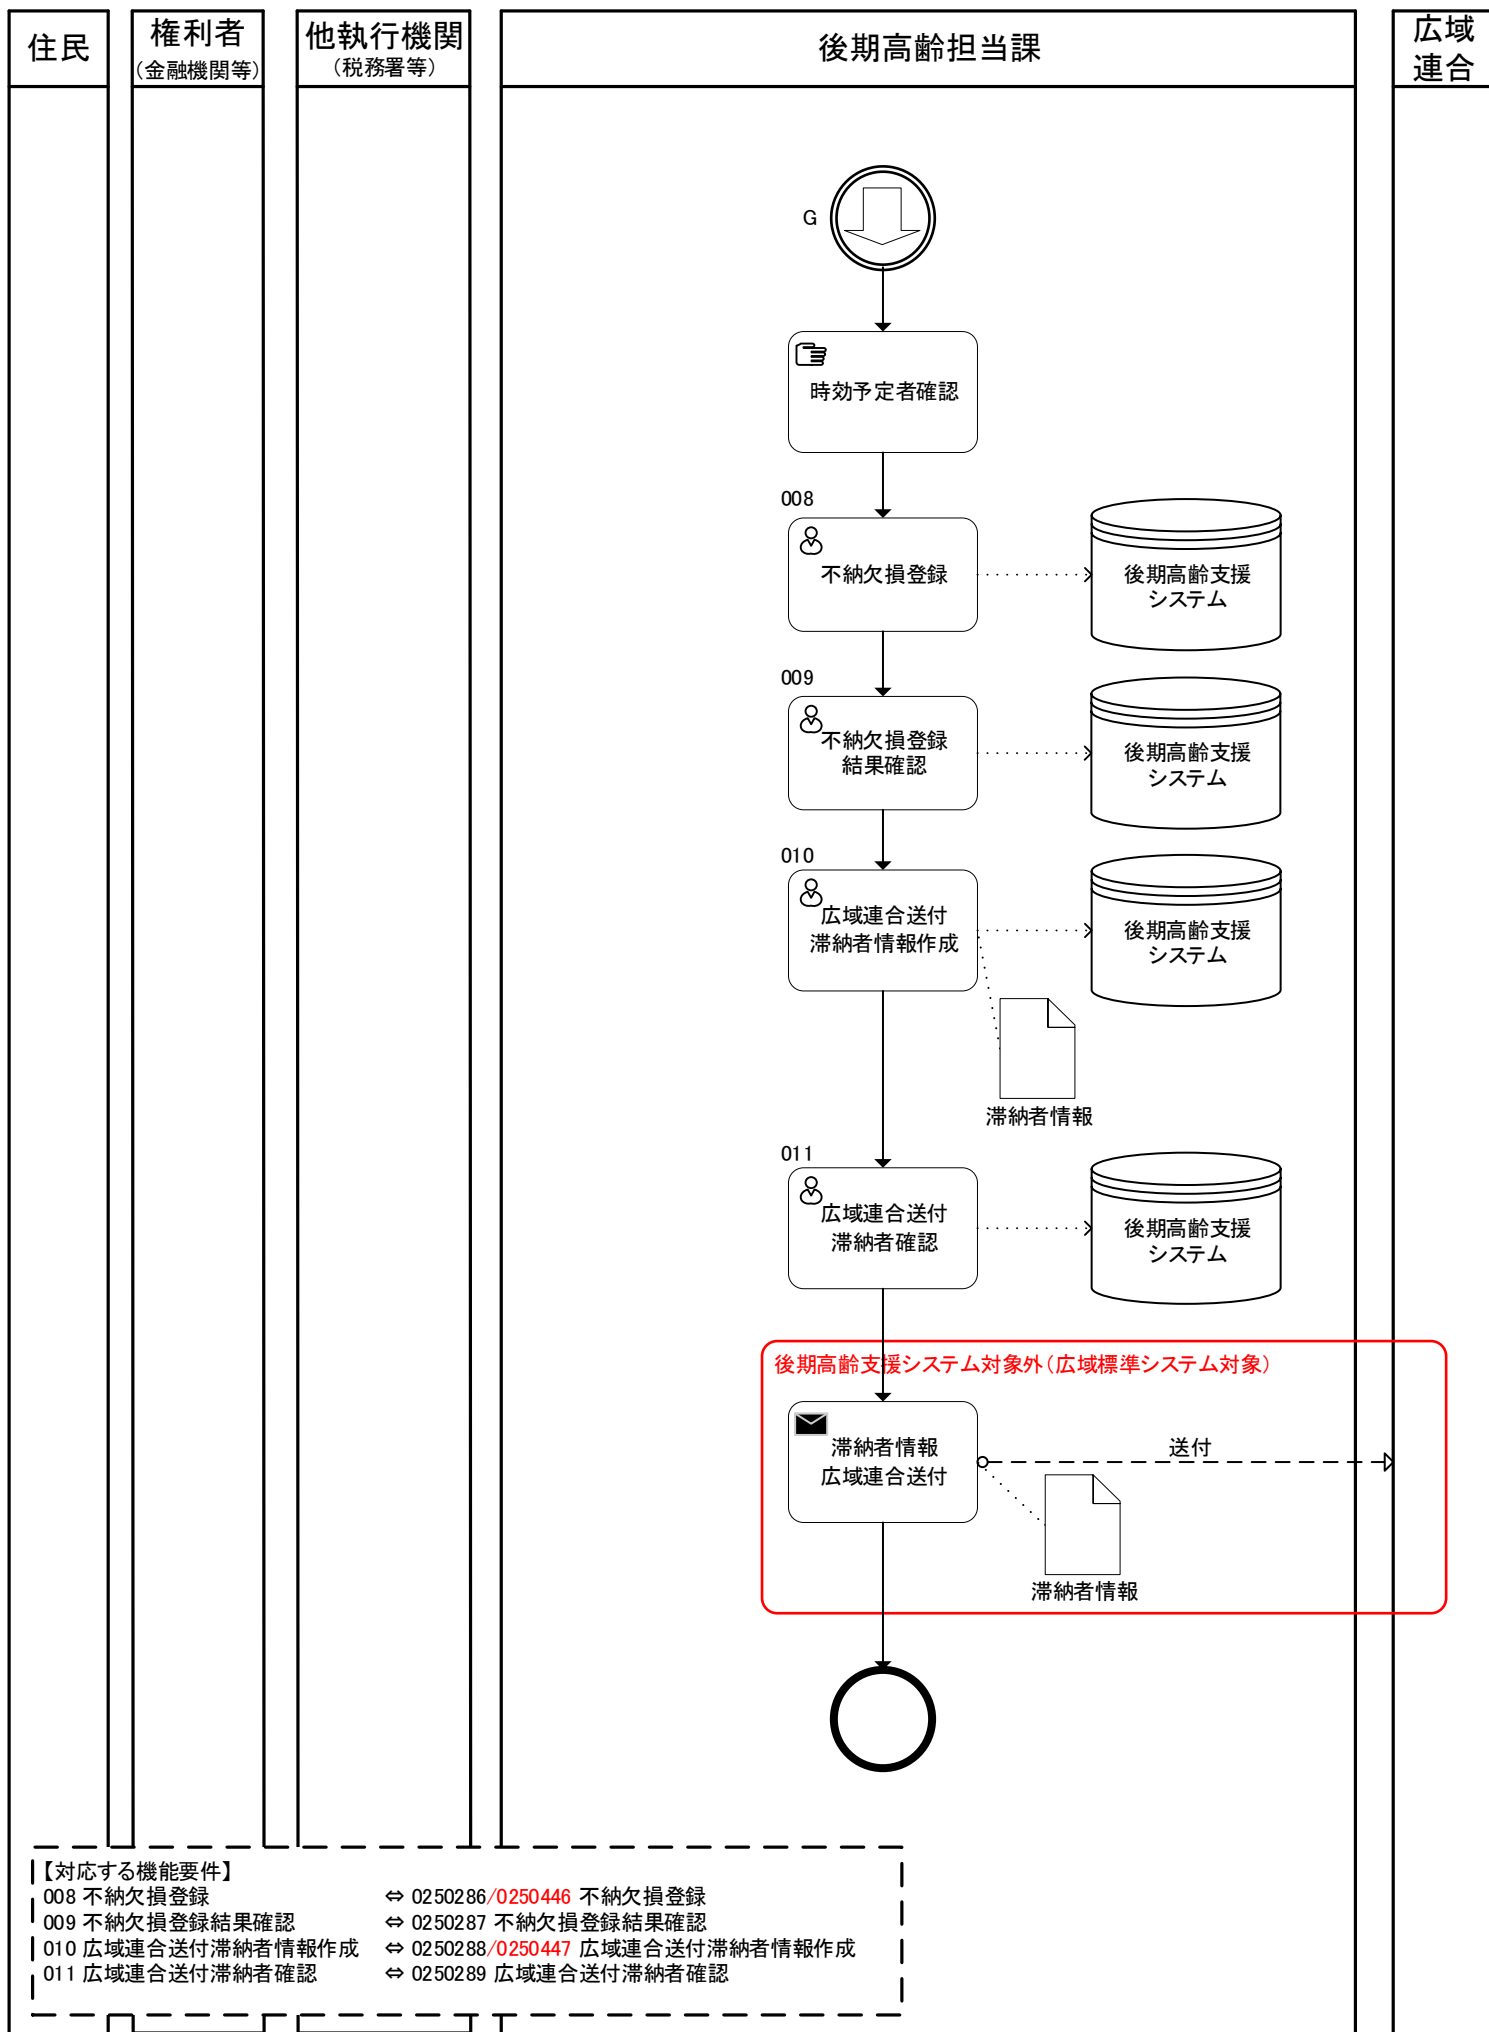 住民
権利者
（金融機関等）
他執行機関
（税務署等）
後期高齢担当課
広域
連合
G
時効予定者確認
008
不納欠損登録
後期高齢支援
システム
009
不納欠損登録
結果確認
後期高齢支援
システム
010
広域連合送付
滞納者情報作成
後期高齢支援
システム
滞納者情報
011
広域連合送付
滞納者確認
後期高齢支援
システム
後期高齢支援システム対象外（広域標準システム対象）
滞納者情報
広域連合送付
送付
滞納者情報
【対応する機能要件】
008 不納欠損登録 ⇔ 0250286/0250446 不納欠損登録
009 不納欠損登録結果確認 ⇔ 0250287 不納欠損登録結果確認
010 広域連合送付滞納者情報作成 ⇔ 0250288/0250447 広域連合送付滞納者情報作成
011 広域連合送付滞納者確認 ⇔ 0250289 広域連合送付滞納者確認